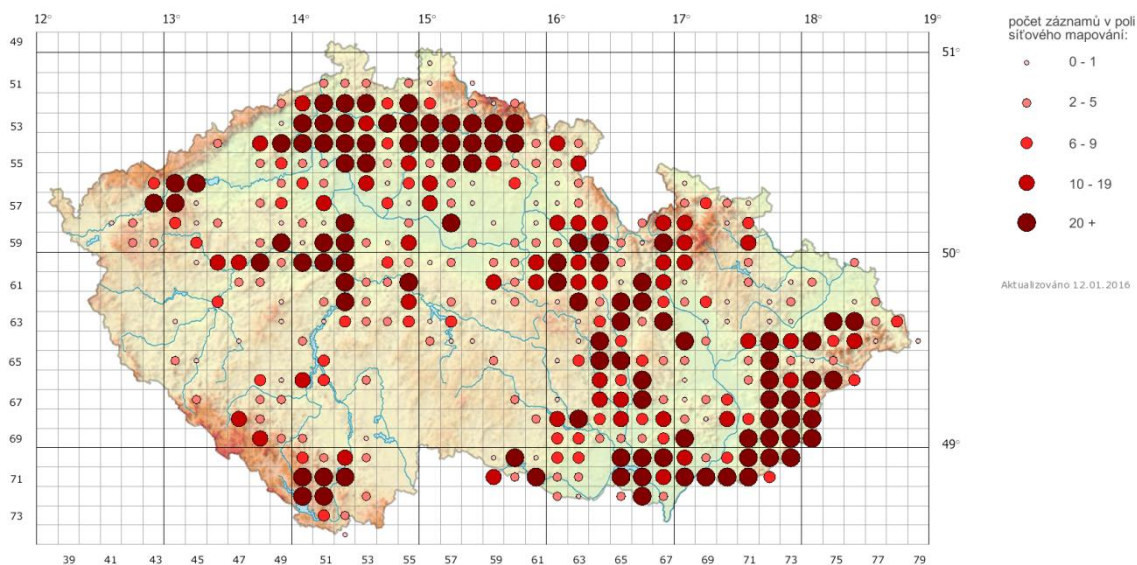 12° 13° 14° 15° 16° 17° 18° 19°
49
51
53
55
57
59
61
63
65
67
69
71
73
51°
50°
49°
39 41 43 45 47 49 51 53 55 57 59 61 63 65 67 69 71 73 75 77 79
počet záznamů v poli
síťového mapování:
0 - 1
2 - 5
6 - 9
10 - 19
20 +
Aktualizováno 12.01.2016